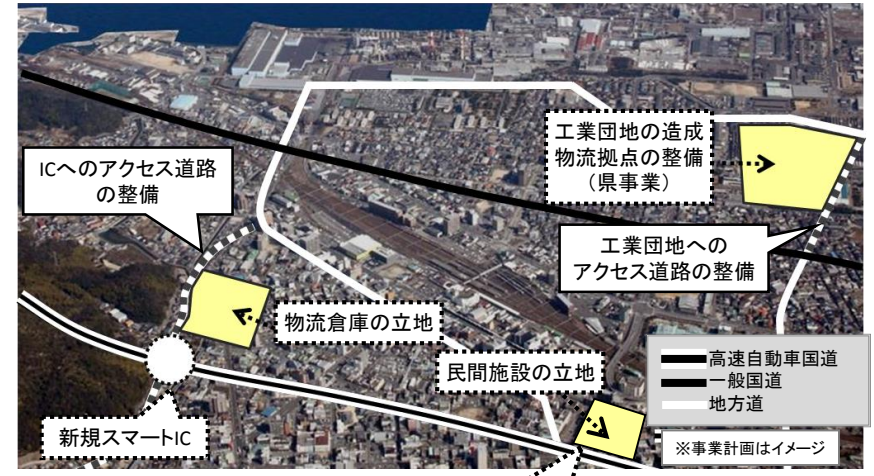 工業団地の造成
物流拠点の整備
（県事業）
ICへのアクセス道路
の整備
工業団地への
アクセス道路の整備
物流倉庫の立地
民間施設の立地
高速自動車国道
一般国道
地方道
新規スマートIC
※事業計画はイメージ